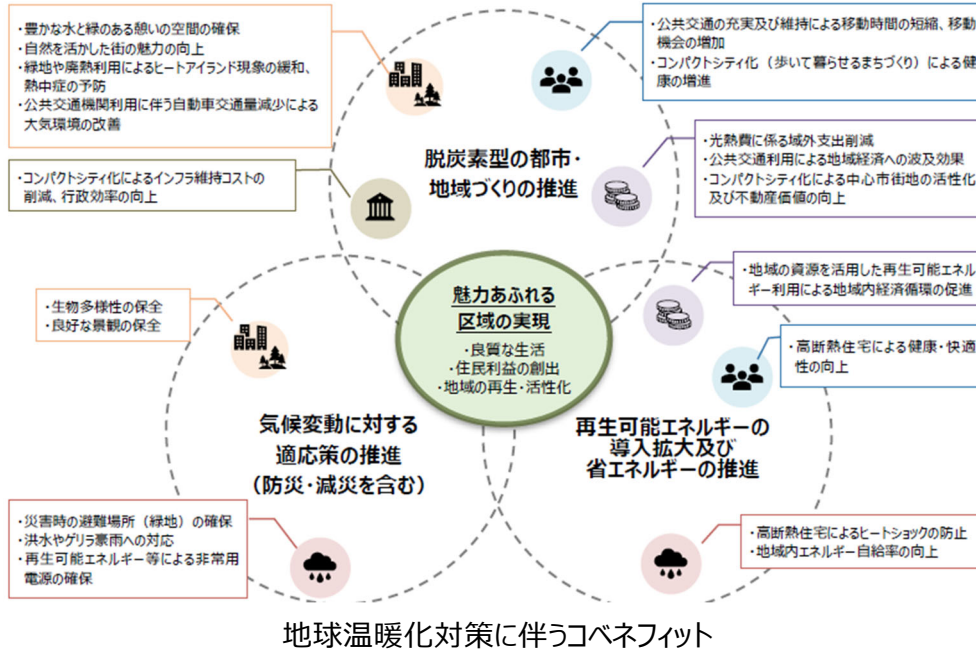 ・豊かな水と緑のある憩いの空間の確保
・自然を活かした街の魅力の向上
・緑地や廃熱利用によるヒートアイランド現象の緩和、
熱中症の予防
・公共交通機関利用に伴う自動車交通量減少による
大気環境の改善
・公共交通の充実及び維持による移動時間の短縮、移動
機会の増加
・コンパクトシティ化（歩いて暮らせるまちづくり）による健
康の増進
脱炭素型の都市・
地域づくりの推進
・光熱費に係る域外支出削減
・公共交通利用による地域経済への波及効果
・コンパクトシティ化による中心市街地の活性化
及び不動産価値の向上
・コンパクトシティ化によるインフラ維持コストの
削減、行政効率の向上
魅力あふれる
区域の実現
・良質な生活
・住民利益の創出
・地域の再生・活性化
・地域の資源を活用した再生可能エネル
ギー利用による地域内経済循環の促進
・生物多様性の保全
・良好な景観の保全
・高断熱住宅による健康・快適
性の向上
気候変動に対する
適応策の推進
（防災・減災を含む）
再生可能エネルギーの
導入拡大及び
省エネルギーの推進
・災害時の避難場所（緑地）の確保
・洪水やゲリラ豪雨への対応
・再生可能エネルギー等による非常用
電源の確保
・高断熱住宅によるヒートショックの防止
・地域内エネルギー自給率の向上
地球温暖化対策に伴うコベネフィット